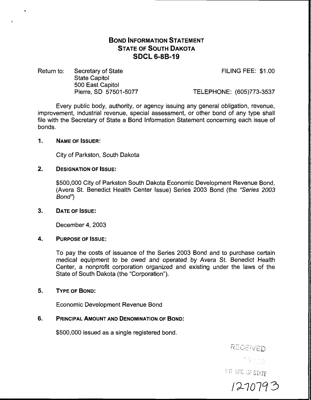 BOND INFORMATION STATEMENT
STATE OF SOUTH DAKOTA
SDCL 6-8B-19
Return to: Secretary of State FILING FEE: $1.00
State Capitol
500 East Capitol
Pierre, SD 57501-5077 TELEPHONE: (605)773-3537
Every public body, authority, or agency issuing any general obligation, revenue,
improvement, industrial revenue, special assessment, or other bond of any type shall
file with the Secretary of State a Bond Information Statement concerning each issue of
bonds.
1. NAME OF ISSUER:
City of Parkston, South Dakota
2. DESIGNATION OF ISSUE:
$500,000 City of Parkston South Dakota Economic Development Revenue Bond,
(Avera St. Benedict Health Center Issue) Series 2003 Bond (the "Series 2003
Bond")
3. DATE OF ISSUE:
December 4, 2003
4. PURPOSE OF ISSUE:
To pay the costs of issuance of the Series 2003 Bond and to purchase certain
medical equipment to be owed and operated by Avera St. Benedict Health
Center, a nonprofit corporation organized and existing under the laws of the
State of South Dakota (the "Corporation").
5. TYPE OF BOND:
Economic Development Revenue Bond
6. PRINCIPAL AMOUNT AND DENOMINATION OF BOND:
$500,000 issued as a single registered bond.
RECEIVED
SEC. OF STATE
1270793